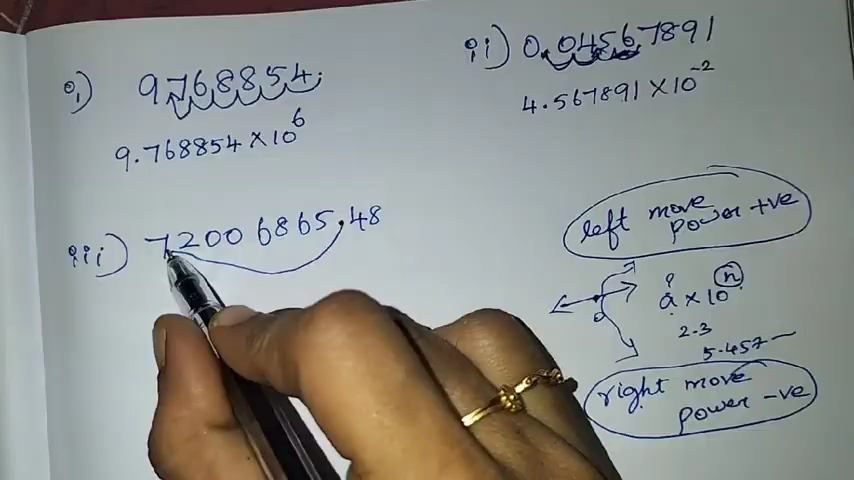 i) 9768854.
9.768854 × 10⁶
ii) 0.04567891
4.567891 × 10⁻²
iii) 72006865.48
left move
power +ve
a × 10ⁿ
2.3
5.457
right move
power -ve